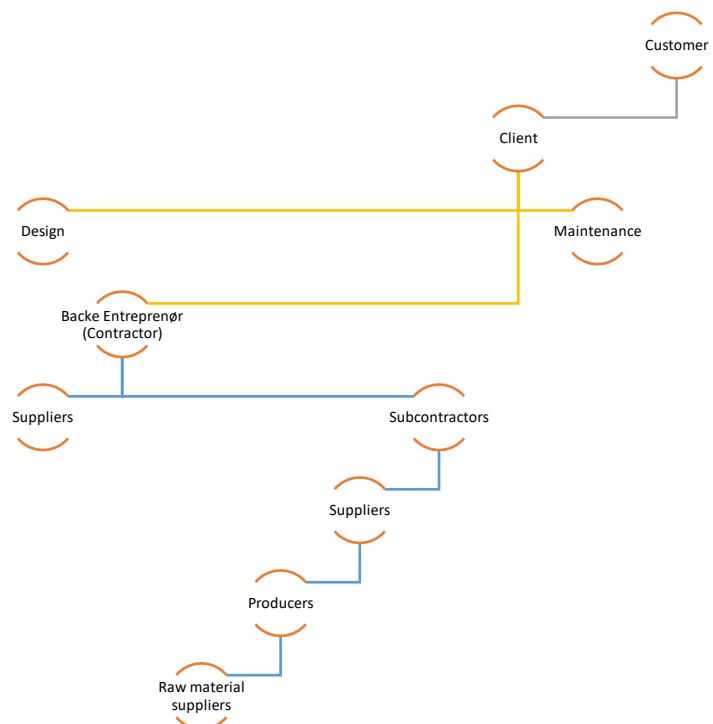 Customer
Client
Design
Maintenance
Backe Entreprenør
(Contractor)
Suppliers
Subcontractors
Suppliers
Producers
Raw material
suppliers